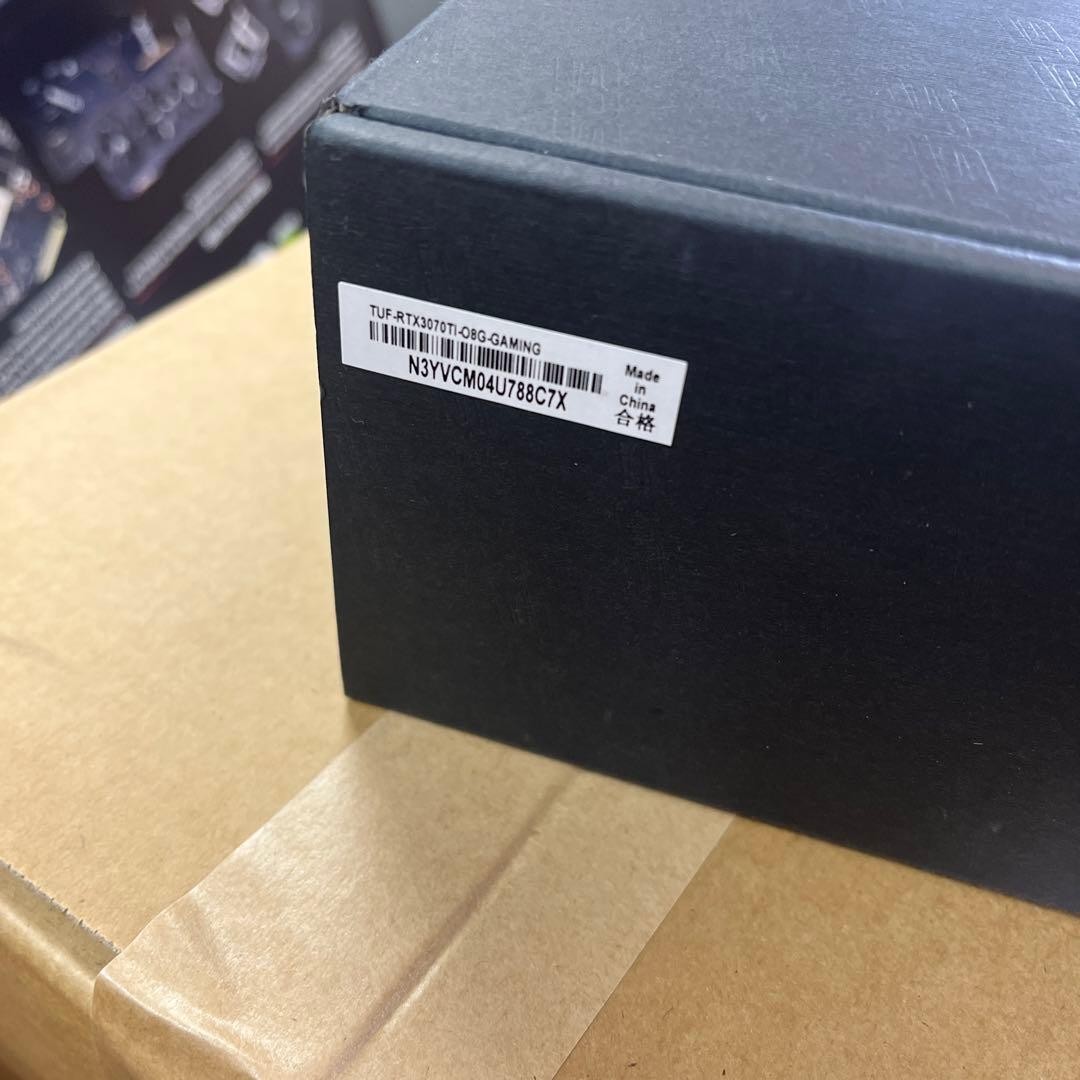 TUF-RTX3070TI-O8G-GAMING
N3YVCM04U788C7X
Made
in
China
合格